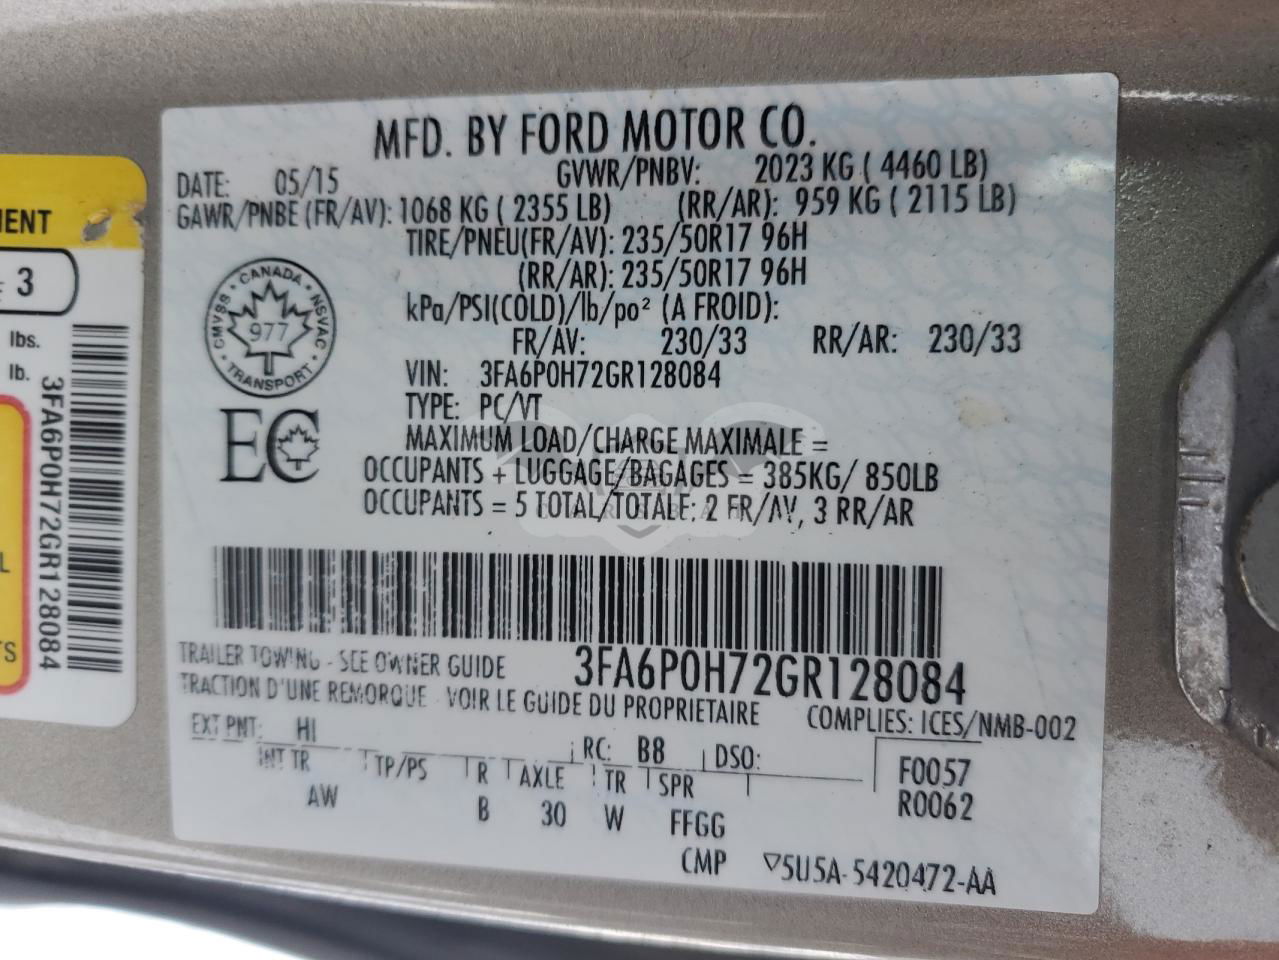 MFD. BY FORD MOTOR CO.
DATE: 05/15 GVWR/PNBV: 2023 KG ( 4460 LB)
GAWR/PNBE (FR/AV): 1068 KG ( 2355 LB) (RR/AR): 959 KG ( 2115 LB)
TIRE/PNEU(FR/AV): 235/50R17 96H
(RR/AR): 235/50R17 96H
kPa/PSI(COLD)/lb/po² (A FROID):
FR/AV: 230/33 RR/AR: 230/33
CANADA CMVSS NSVAC 977 TRANSPORT
VIN: 3FA6P0H72GR128084
TYPE: PC/VT
EC
MAXIMUM LOAD/CHARGE MAXIMALE =
OCCUPANTS + LUGGAGE/BAGAGES = 385KG/ 850LB
OCCUPANTS = 5 TOTAL/TOTALE: 2 FR/AV, 3 RR/AR
TRAILER TOWING - SEE OWNER GUIDE 3FA6P0H72GR128084
TRACTION D'UNE REMORQUE - VOIR LE GUIDE DU PROPRIETAIRE COMPLIES: ICES/NMB-002
EXT PNT: HI RC: B8 DSO:
INT TR TP/PS R AXLE TR SPR F0057
AW B 30 W FFGG R0062
CMP ▽5U5A-5420472-AA
3
lbs.
lb.
3FA6P0H72GR128084